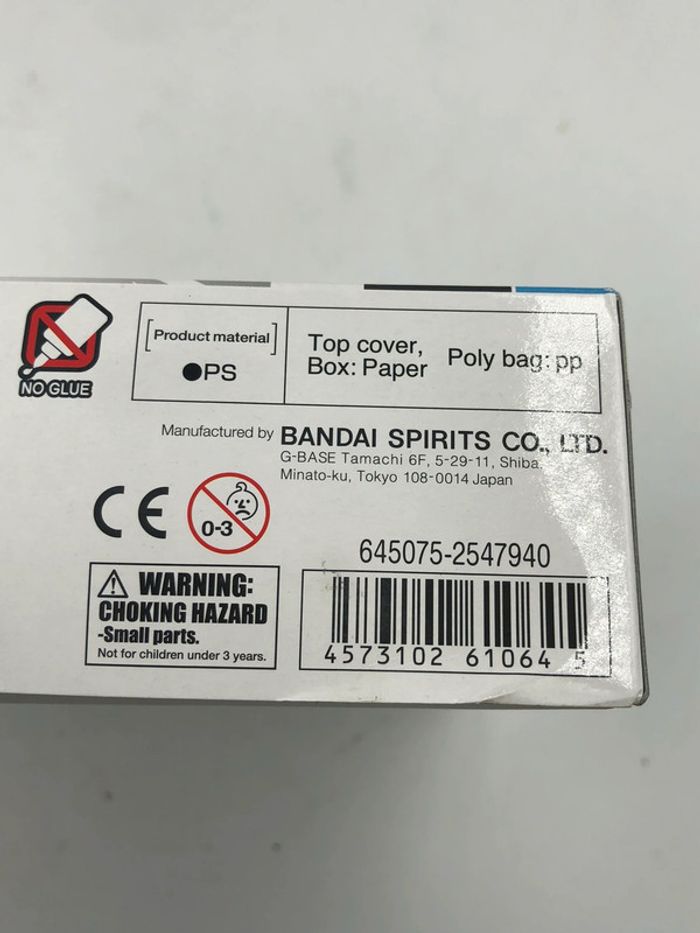 NO GLUE
[Product material]
●PS
Top cover,
Box: Paper
Poly bag: pp
Manufactured by BANDAI SPIRITS CO., LTD.
G-BASE Tamachi 6F, 5-29-11, Shiba,
Minato-ku, Tokyo 108-0014 Japan
CE
0-3
645075-2547940
WARNING:
CHOKING HAZARD
-Small parts.
Not for children under 3 years.
4573102 61064 5